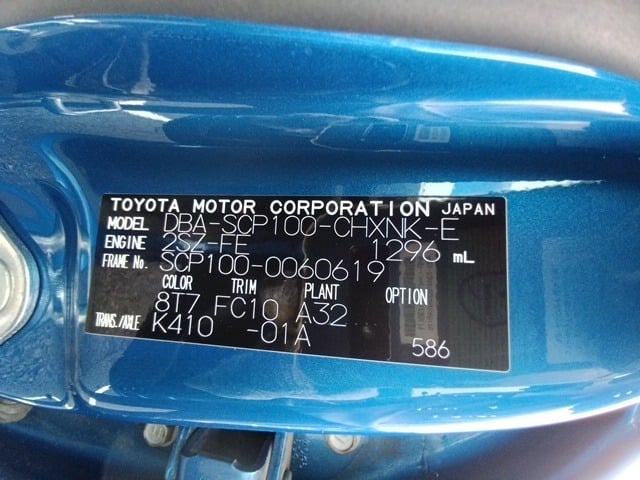 TOYOTA MOTOR CORPORATION JAPAN
MODEL DBA-SCP100-CHXNK-E
ENGINE 2SZ-FE 1296 mL
FRAME No. SCP100-0060619
COLOR TRIM PLANT OPTION
8T7 FC10 A32
TRANS./AXLE K410 -01A
586